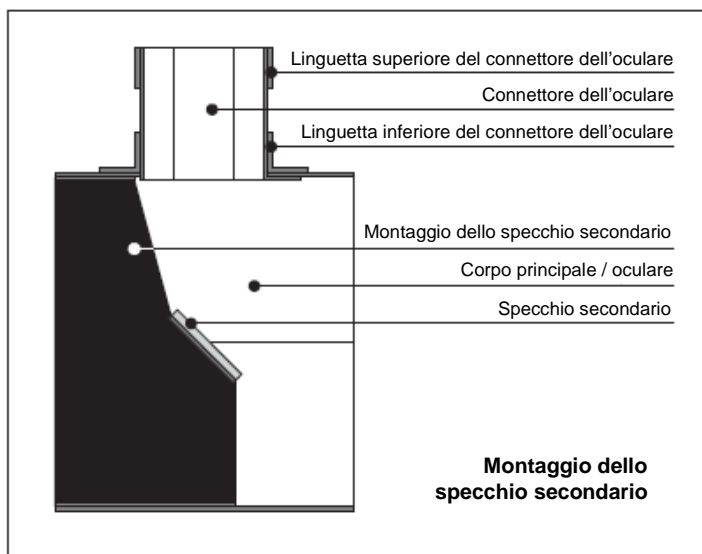 Linguetta superiore del connettore dell'oculare
Connettore dell'oculare
Linguetta inferiore del connettore dell'oculare
Montaggio dello specchio secondario
Corpo principale / oculare
Specchio secondario
Montaggio dello
specchio secondario